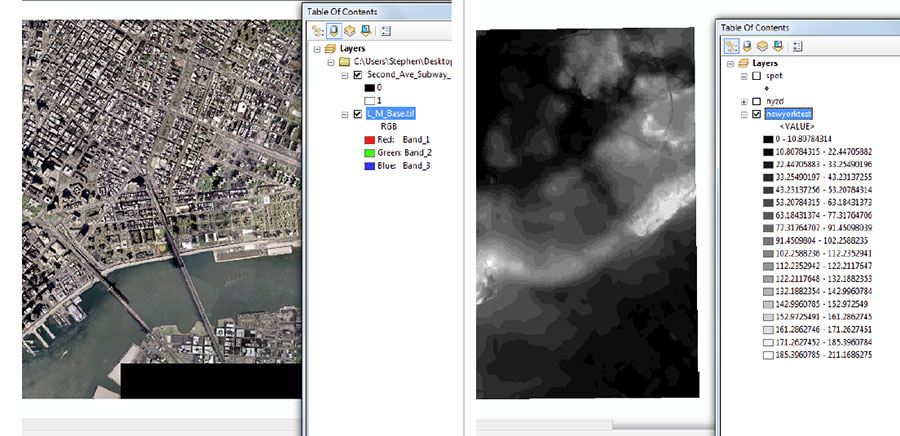 Table Of Contents
Layers
C:\Users\Stephen\Deskto
Second_Ave_Subway_
0
1
L_M_Base.tif
RGB
Red: Band_1
Green: Band_2
Blue: Band_3
Table Of Contents
Layers
spot
nyzd
newyorktest
<VALUE>
0 - 10.80784314
10.80784315 - 22.44705882
22.44705883 - 33.25490196
33.25490197 - 43.23137255
43.23137256 - 53.20784314
53.20784315 - 63.18431373
63.18431374 - 77.31764706
77.31764707 - 91.45098039
91.4509804 - 102.2588235
102.2588236 - 112.2352941
112.2352942 - 122.2117647
122.2117648 - 132.1882353
132.1882354 - 142.9960784
142.9960785 - 152.972549
152.9725491 - 161.2862745
161.2862746 - 171.2627451
171.2627452 - 185.3960784
185.3960785 - 211.1686275